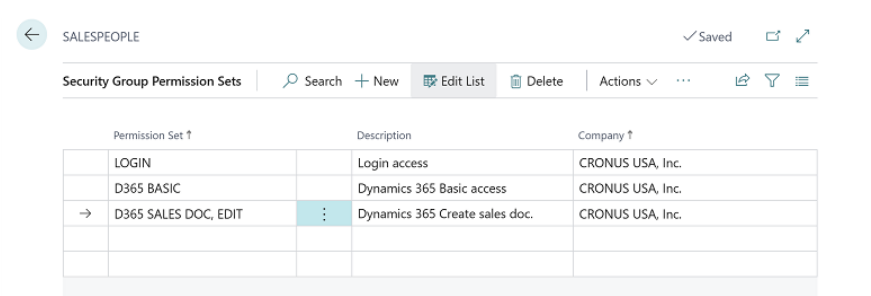 SALESPEOPLE
Saved
Security Group Permission Sets Search New Edit List Delete Actions ...
Permission Set ↑ Description Company ↑
LOGIN Login access CRONUS USA, Inc.
D365 BASIC Dynamics 365 Basic access CRONUS USA, Inc.
D365 SALES DOC, EDIT Dynamics 365 Create sales doc. CRONUS USA, Inc.